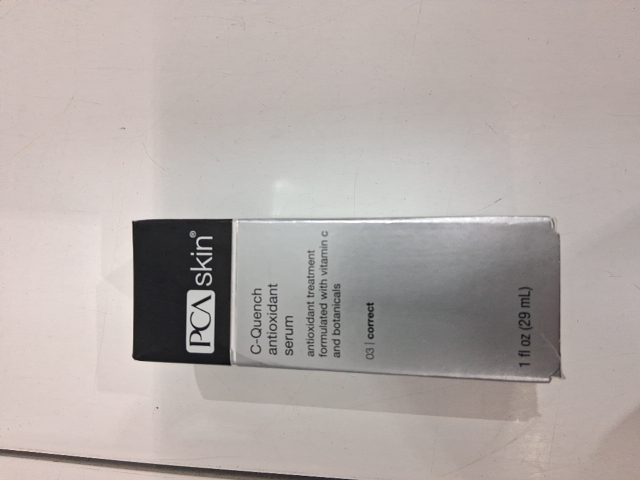 PCA skin®
C-Quench
antioxidant
serum
antioxidant treatment
formulated with vitamin c
and botanicals
03 | correct
1 fl oz (29 mL)